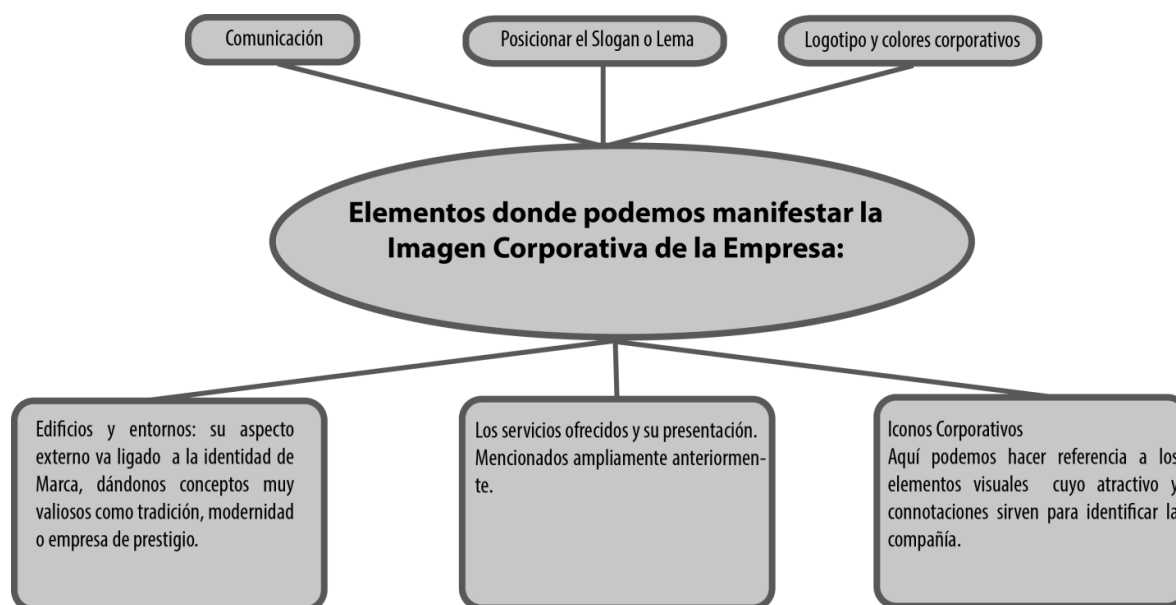 Comunicación
Posicionar el Slogan o Lema
Logotipo y colores corporativos
Elementos donde podemos manifestar la
Imagen Corporativa de la Empresa:
Edificios y entornos: su aspecto
externo va ligado a la identidad de
Marca, dándonos conceptos muy
valiosos como tradición, modernidad
o empresa de prestigio.
Los servicios ofrecidos y su presentación.
Mencionados ampliamente anteriormen-
te.
Iconos Corporativos
Aquí podemos hacer referencia a los
elementos visuales cuyo atractivo y
connotaciones sirven para identificar la
compañía.